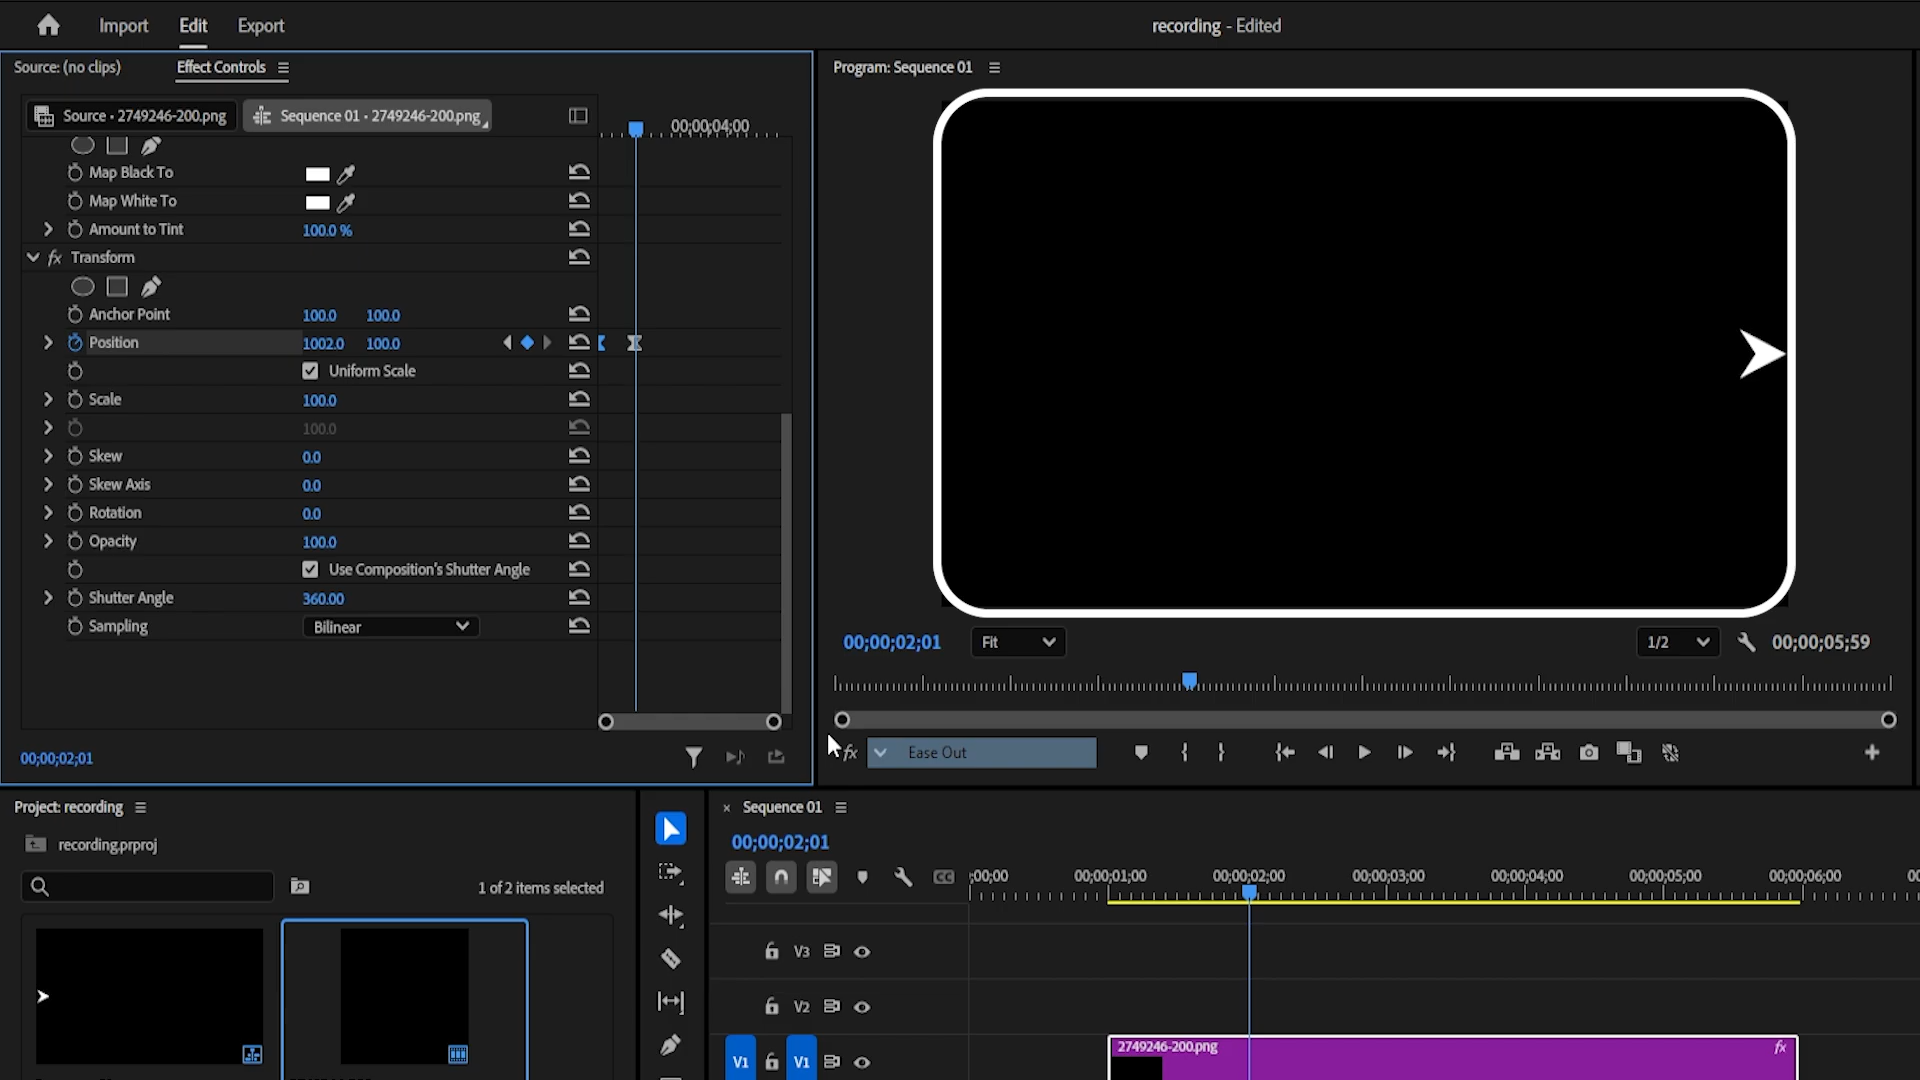 Import Edit Export recording - Edited
Source: (no clips) Effect Controls
Program: Sequence 01
Source • 2749246-200.png Sequence 01 • 2749246-200.png
00;00;04;00
Map Black To
Map White To
Amount to Tint 100.0 %
fx Transform
Anchor Point 100.0 100.0
Position 1002.0 100.0
Uniform Scale
Scale 100.0
100.0
Skew 0.0
Skew Axis 0.0
Rotation 0.0
Opacity 100.0
Use Composition's Shutter Angle
Shutter Angle 360.00
Sampling Bilinear
00;00;02;01
00;00;02;01 Fit 1/2 00;00;05;59
fx Ease Out
Project: recording
recording.prproj
1 of 2 items selected
× Sequence 01
00;00;02;01
CC
;00;00 00;00;01;00 00;00;02;00 00;00;03;00 00;00;04;00 00;00;05;00 00;00;06;00 00
V3
V2
V1 V1
2749246-200.png fx